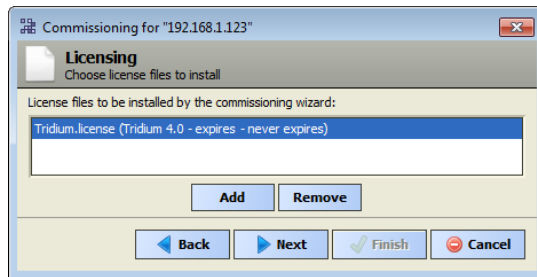 Commissioning for "192.168.1.123"
Licensing
Choose license files to install
License files to be installed by the commissioning wizard:
Tridium.license (Tridium 4.0 - expires - never expires)
Add Remove
Back Next Finish Cancel